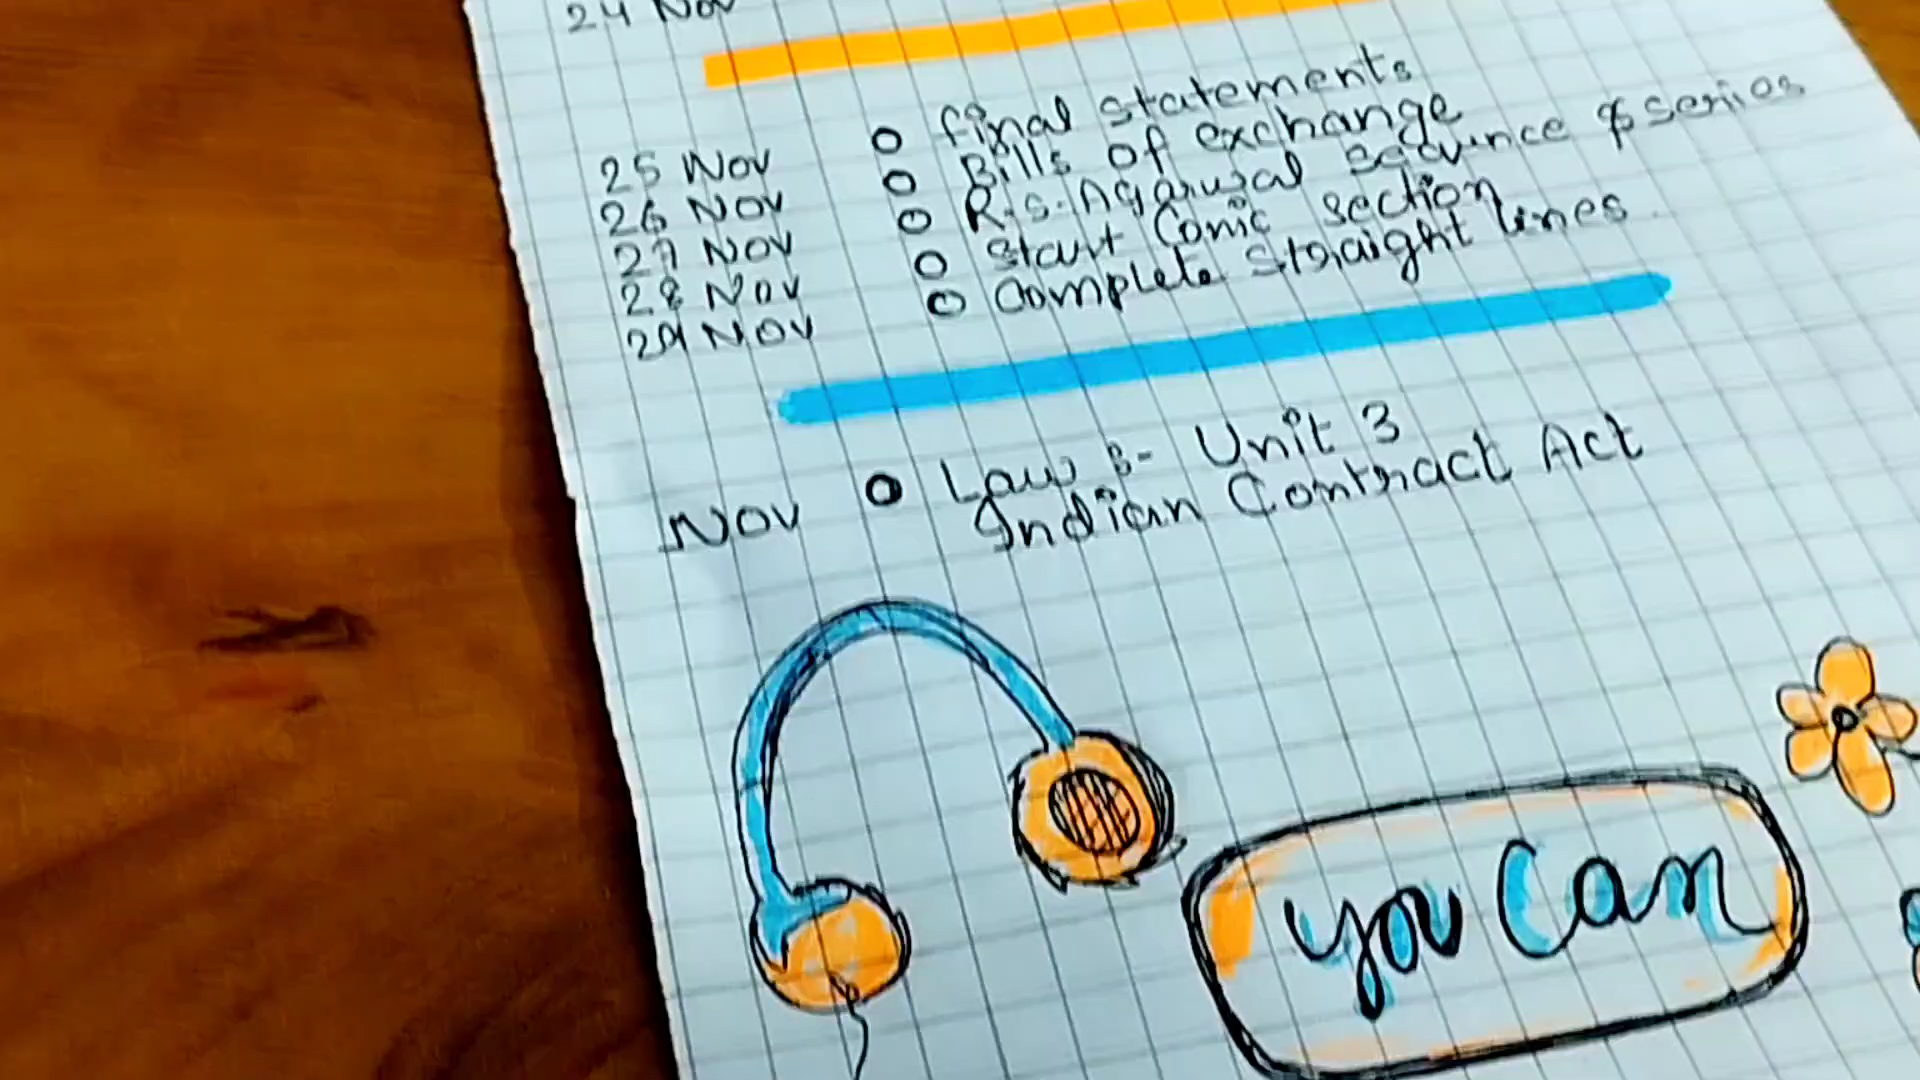 24 Nov
25 Nov
26 Nov
27 Nov
28 Nov
29 Nov
final statements
Bills of exchange
R.S. Aggarwal sequence & series
Start Conic section
Complete Straight lines
Nov
Law :- Unit 3
Indian Contract Act
you Can